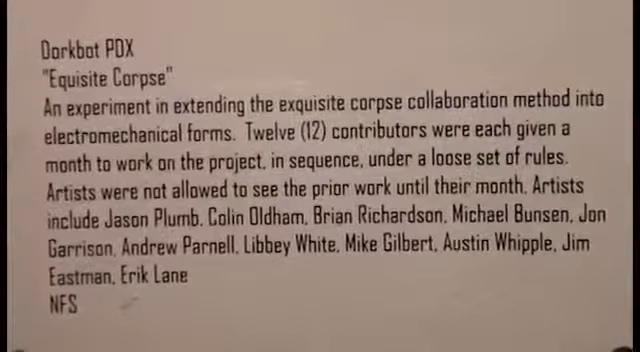 Dorkbot PDX
"Equisite Corpse"
An experiment in extending the exquisite corpse collaboration method into
electromechanical forms. Twelve (12) contributors were each given a
month to work on the project, in sequence, under a loose set of rules.
Artists were not allowed to see the prior work until their month. Artists
include Jason Plumb, Colin Oldham, Brian Richardson, Michael Bunsen, Jon
Garrison, Andrew Parnell, Libbey White, Mike Gilbert, Austin Whipple, Jim
Eastman, Erik Lane
NFS